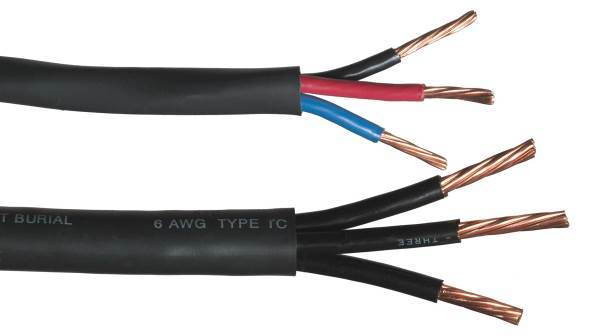 T BURIAL 6 AWG TYPE TC
THREE